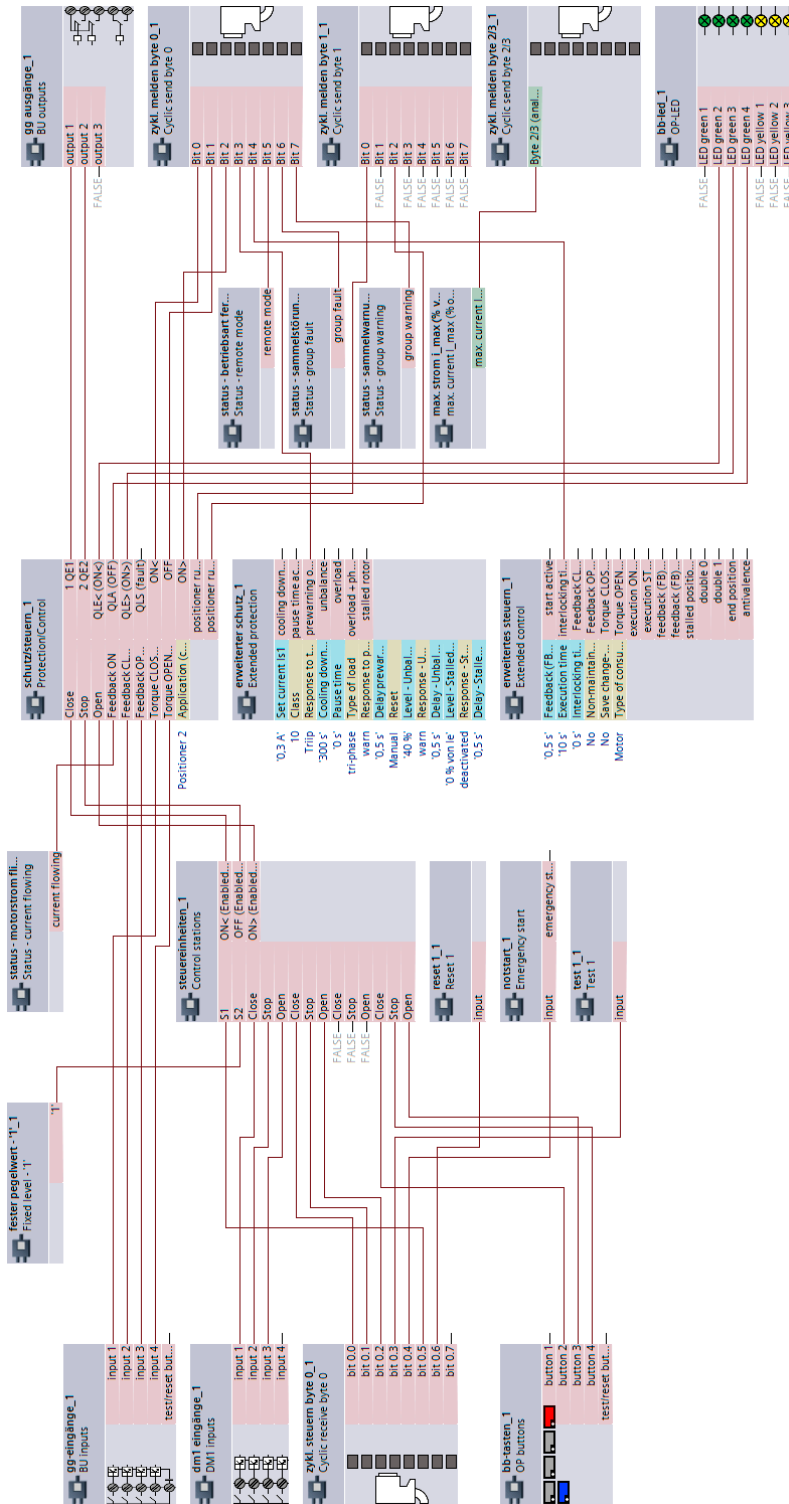 gg-eingänge_1
BU inputs
input 1
input 2
input 3
input 4
test/reset but...
dm1 eingänge_1
DM1 inputs
input 1
input 2
input 3
input 4
zykl. steuern byte 0_1
Cyclic receive byte 0
bit 0.0
bit 0.1
bit 0.2
bit 0.3
bit 0.4
bit 0.5
bit 0.6
bit 0.7
bb-tasten_1
OP buttons
button 1
button 2
button 3
button 4
test/reset but...
fester pegelwert - '1'_1
Fixed level - '1'
'1'
status - motorstrom fli...
Status - current flowing
current flowing
steuereinheiten_1
Control stations
S1
S2
Close
Stop
Open
Close
Stop
Open
FALSE Close
FALSE Stop
FALSE Open
Close
Stop
Open
ON< (Enabled...
OFF (Enabled...
ON> (Enabled...
reset 1_1
Reset 1
input
notstart_1
Emergency start
input
emergency st...
test 1_1
Test 1
input
schutz/steuern_1
Protection/Control
Close
Stop
Open
Feedback ON
Feedback CL...
Feedback OP...
Torque CLOS...
Torque OPEN...
Positioner 2 Application (C...
1 QE1
2 QE2
QLE< (ON<)
QLA (OFF)
QLE> (ON>)
QLS (fault)
ON<
OFF
ON>
positioner ru...
positioner ru...
erweiterter schutz_1
Extended protection
'0,3 A' Set current Is1
10 Class
Triip Response to t...
'300 s' Cooling down...
'0 s' Pause time
tri-phase Type of load
warn Response to p...
'0,5 s' Delay prewar...
Manual Reset
'40 %' Level - Unbal...
warn Response - U...
'0,5 s' Delay - Unbal...
'0 % von Ie' Level - Stalled...
deactivated Response - St...
'0,5 s' Delay - Stalle...
cooling down...
pause time ac...
prewarning o...
unbalance
overload
overload + ph...
stalled rotor
erweitertes steuern_1
Extended control
'0,5 s' Feedback (FB...
'10 s' Execution time
'0 s' Interlocking ti...
No Non-maintain...
No Save change-...
Motor Type of consu...
start active
Interlocking ti...
Feedback CL...
Feedback OP
Torque CLOS...
Torque OPEN...
execution ON...
execution ST...
feedback (FB)...
feedback (FB)...
stalled positio...
double 0
double 1
end position
antivalence
status - betriebsart fer...
Status - remote mode
remote mode
status - sammelstörun...
Status - group fault
group fault
status - sammelwarnu...
Status - group warning
group warning
max. strom i_max (% v...
max. current I_max (% o...
max. current I...
gg ausgänge_1
BU outputs
output 1
output 2
FALSE output 3
zykl. melden byte 0_1
Cyclic send byte 0
Bit 0
Bit 1
Bit 2
Bit 3
Bit 4
Bit 5
Bit 6
Bit 7
zykl. melden byte 1_1
Cyclic send byte 1
Bit 0
FALSE Bit 1
Bit 2
FALSE Bit 3
FALSE Bit 4
FALSE Bit 5
FALSE Bit 6
FALSE Bit 7
zykl. melden byte 2/3_1
Cyclic send byte 2/3
Byte 2/3 (anal...
bb-led_1
OP-LED
FALSE LED green 1
LED green 2
LED green 3
LED green 4
FALSE LED yellow 1
FALSE LED yellow 2
FALSE LED yellow 3